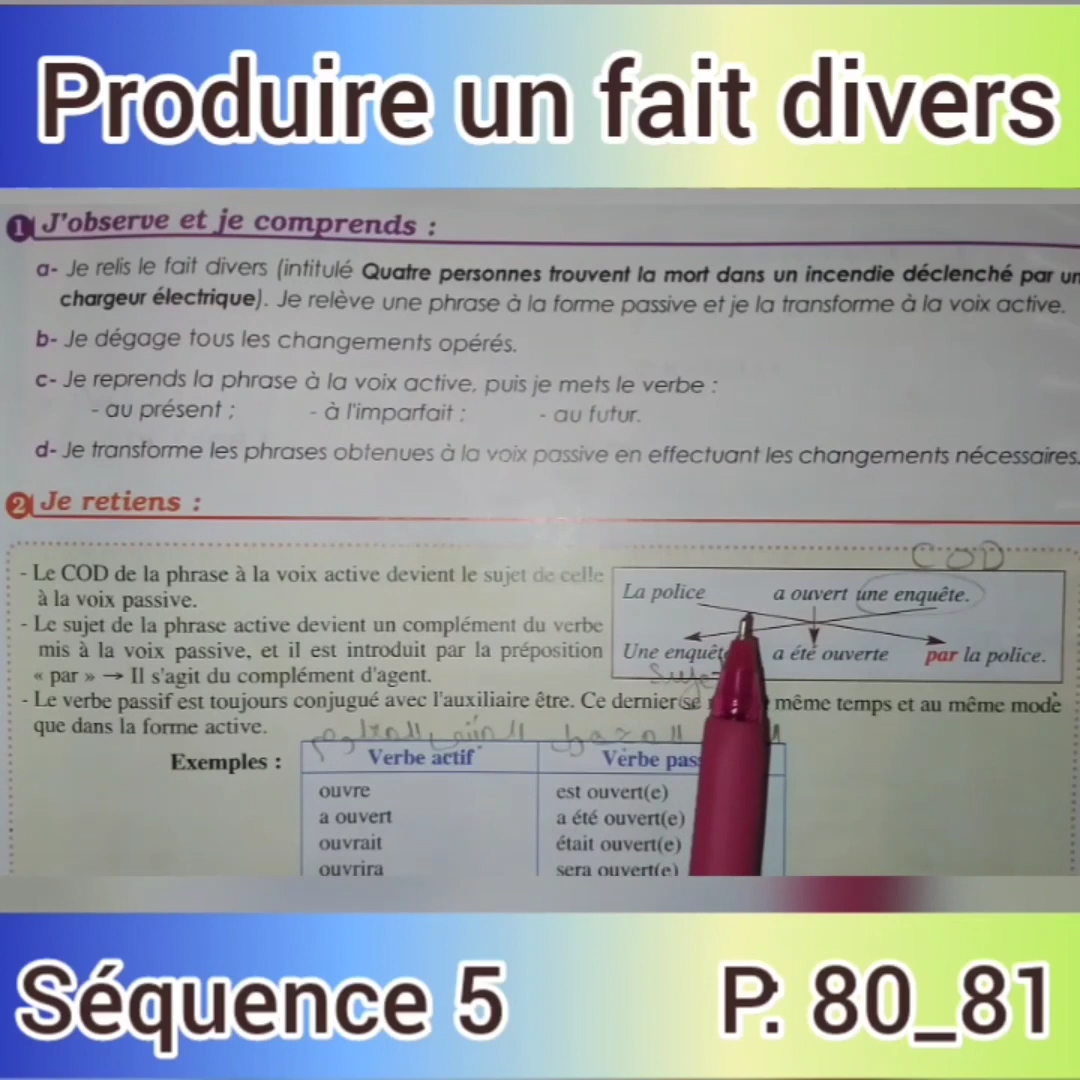 Produire un fait divers
1 J'observe et je comprends :
a- Je relis le fait divers (intitulé Quatre personnes trouvent la mort dans un incendie déclenché par un
chargeur électrique). Je relève une phrase à la forme passive et je la transforme à la voix active.
b- Je dégage tous les changements opérés.
c- Je reprends la phrase à la voix active, puis je mets le verbe :
- au présent ; - à l'imparfait ; - au futur.
d- Je transforme les phrases obtenues à la voix passive en effectuant les changements nécessaires.
2 Je retiens :
COD
- Le COD de la phrase à la voix active devient le sujet de celle
à la voix passive.
- Le sujet de la phrase active devient un complément du verbe
mis à la voix passive, et il est introduit par la préposition
« par » → Il s'agit du complément d'agent.
La police a ouvert une enquête.
Une enquêt a été ouverte par la police.
Sujet
- Le verbe passif est toujours conjugué avec l'auxiliaire être. Ce dernier se même temps et au même mode
que dans la forme active.
Exemples :
Verbe actif Verbe pas
ouvre est ouvert(e)
a ouvert a été ouvert(e)
ouvrait était ouvert(e)
ouvrira sera ouvert(e)
Séquence 5 P. 80_81